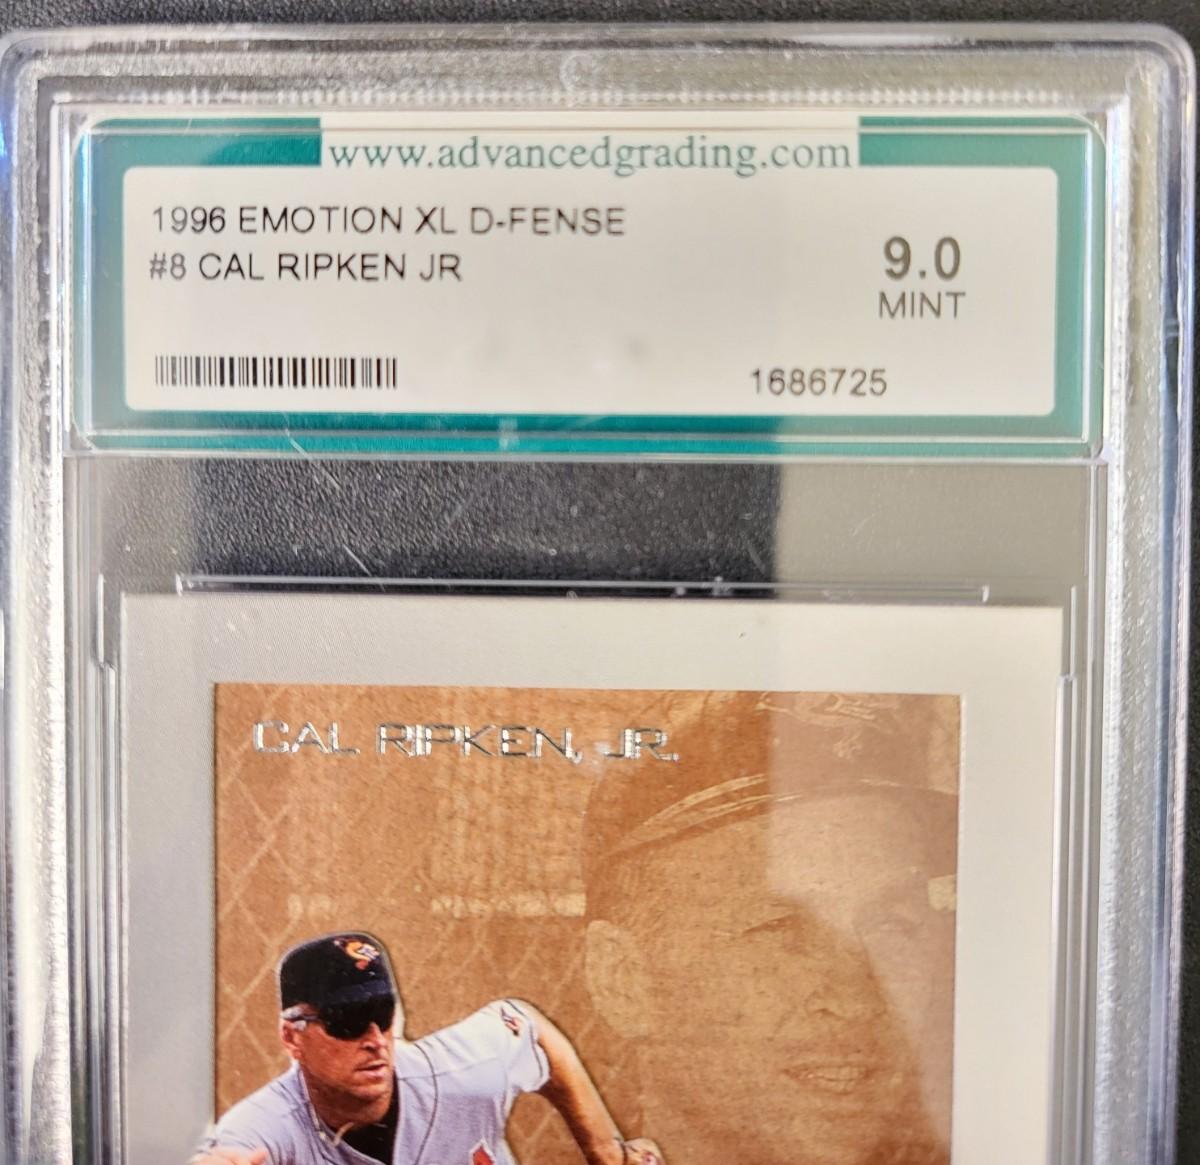 www.advancedgrading.com
1996 EMOTION XL D-FENSE
#8 CAL RIPKEN JR
9.0
MINT
1686725
CAL RIPKEN, JR.